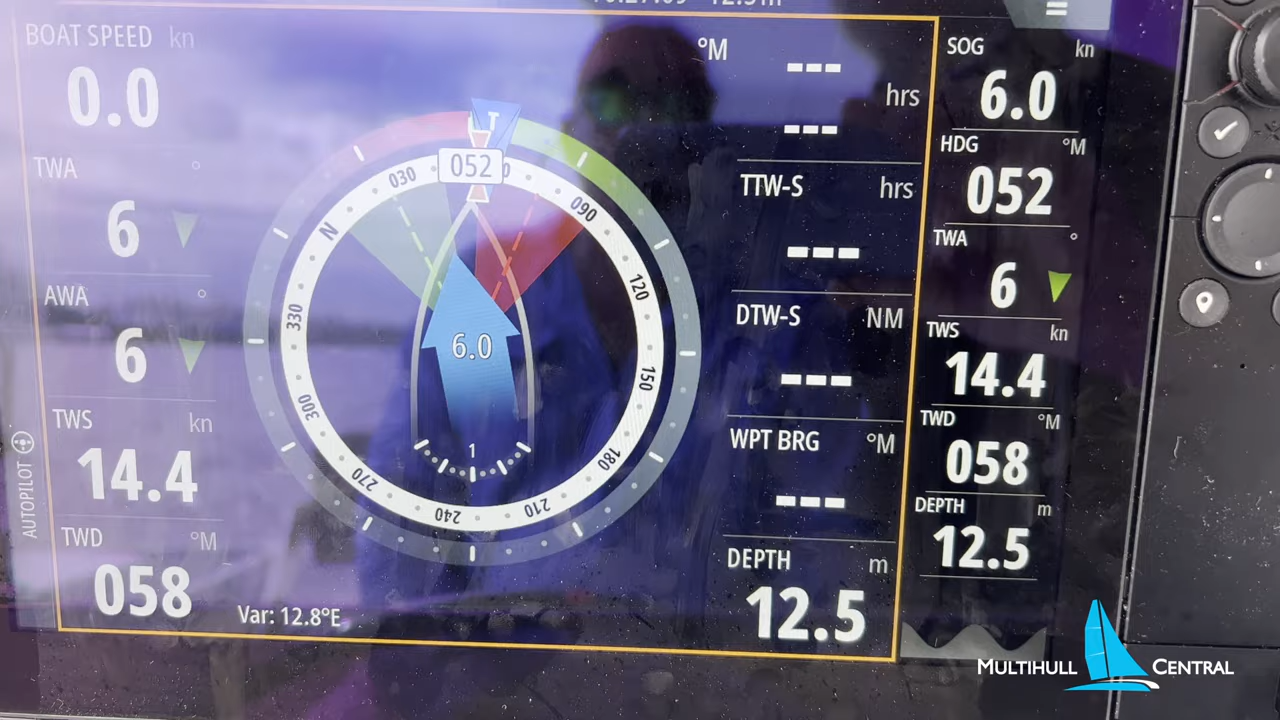 BOAT SPEED kn
0.0
TWA °
6
AWA °
6
TWS kn
14.4
TWD °M
058
AUTOPILOT
Var: 12.8°E
T
052
030
N
330
300
270
240
210
180
150
120
060
6.0
1
°M
---
hrs
---
TTW-S hrs
---
DTW-S NM
---
WPT BRG °M
---
DEPTH m
12.5
SOG kn
6.0
HDG °M
052
TWA °
6
TWS kn
14.4
TWD °M
058
DEPTH m
12.5
MULTIHULL CENTRAL